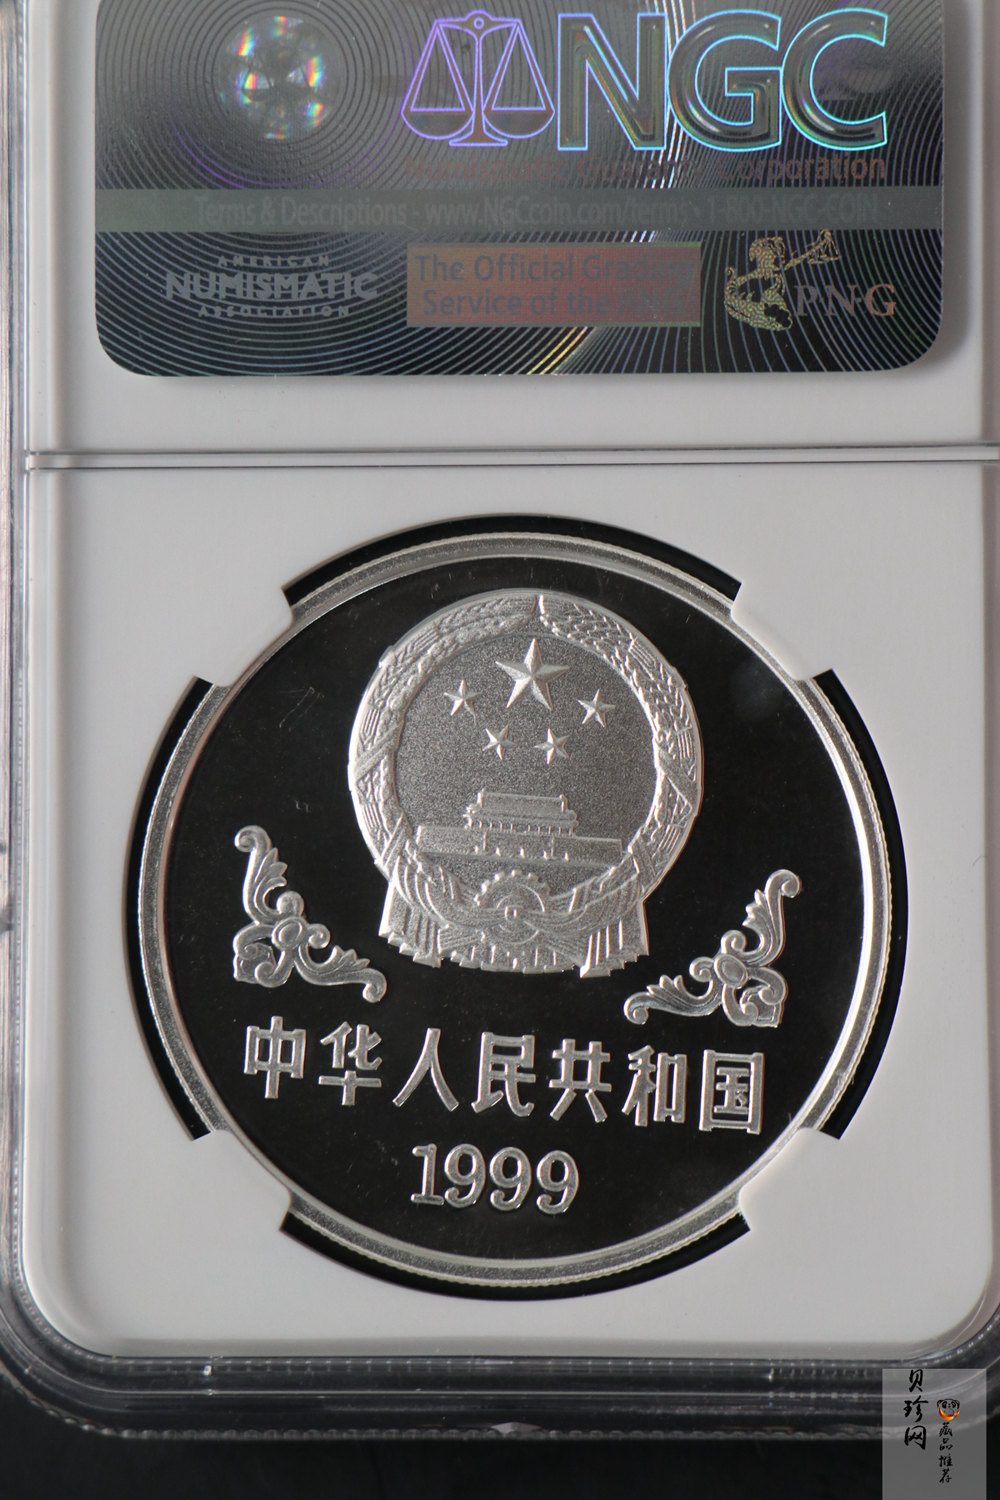 NGC
Numismatic Guaranty Corporation
Terms & Descriptions - www.NGCcoin.com/terms - 1-800-NGC-COIN
AMERICAN
NUMISMATIC
ASSOCIATION
The Official Grading
Service of the ANA
PNG
中华人民共和国
1999
贝珍网
藏品推荐